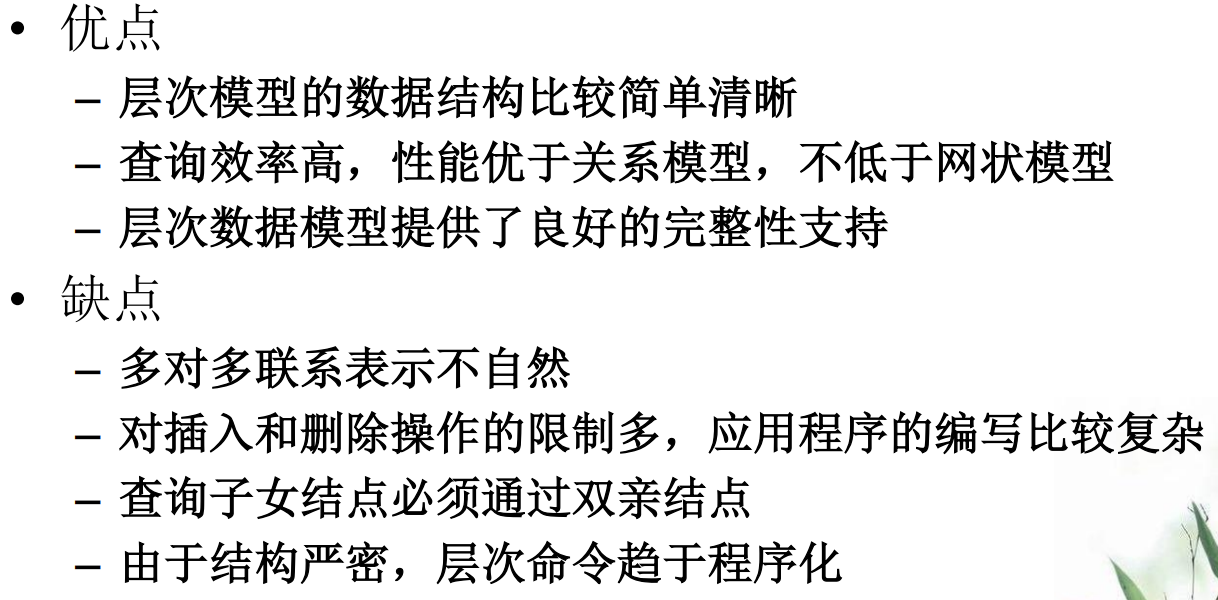 • 优点
– 层次模型的数据结构比较简单清晰
– 查询效率高，性能优于关系模型，不低于网状模型
– 层次数据模型提供了良好的完整性支持
• 缺点
– 多对多联系表示不自然
– 对插入和删除操作的限制多，应用程序的编写比较复杂
– 查询子女结点必须通过双亲结点
– 由于结构严密，层次命令趋于程序化